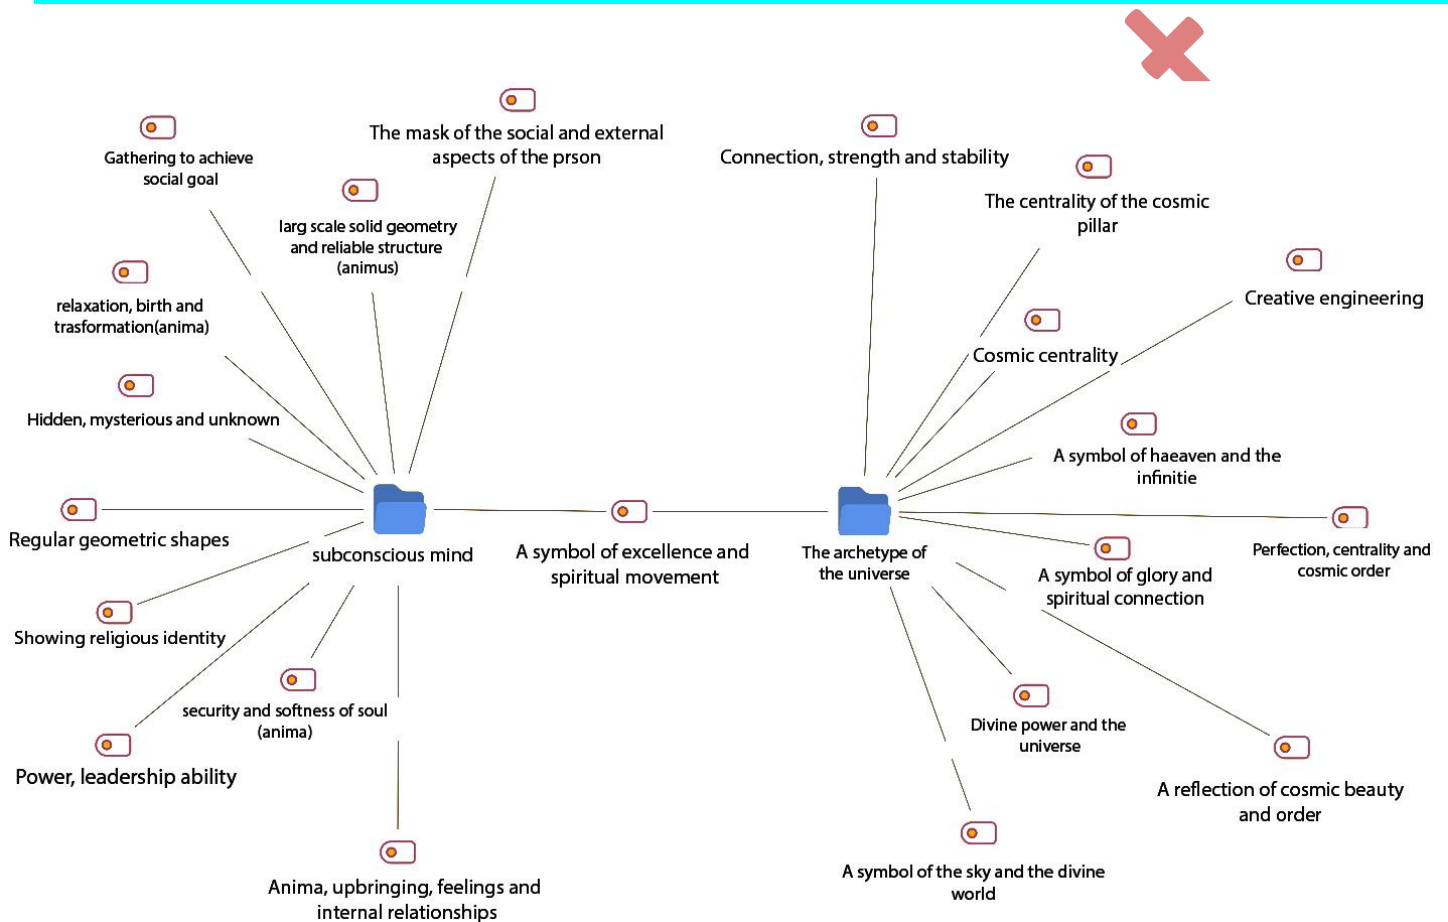 The mask of the social and external
aspects of the prson
Gathering to achieve
social goal
larg scale solid geometry
and reliable structure
(animus)
relaxation, birth and
trasformation(anima)
Hidden, mysterious and unknown
Regular geometric shapes
subconscious mind
Showing religious identity
security and softness of soul
(anima)
Power, leadership ability
Anima, upbringing, feelings and
internal relationships
A symbol of excellence and
spiritual movement
Connection, strength and stability
The centrality of the cosmic
pillar
Creative engineering
Cosmic centrality
A symbol of haeaven and the
infinitie
The archetype of
the universe
Perfection, centrality and
cosmic order
A symbol of glory and
spiritual connection
Divine power and the
universe
A reflection of cosmic beauty
and order
A symbol of the sky and the divine
world